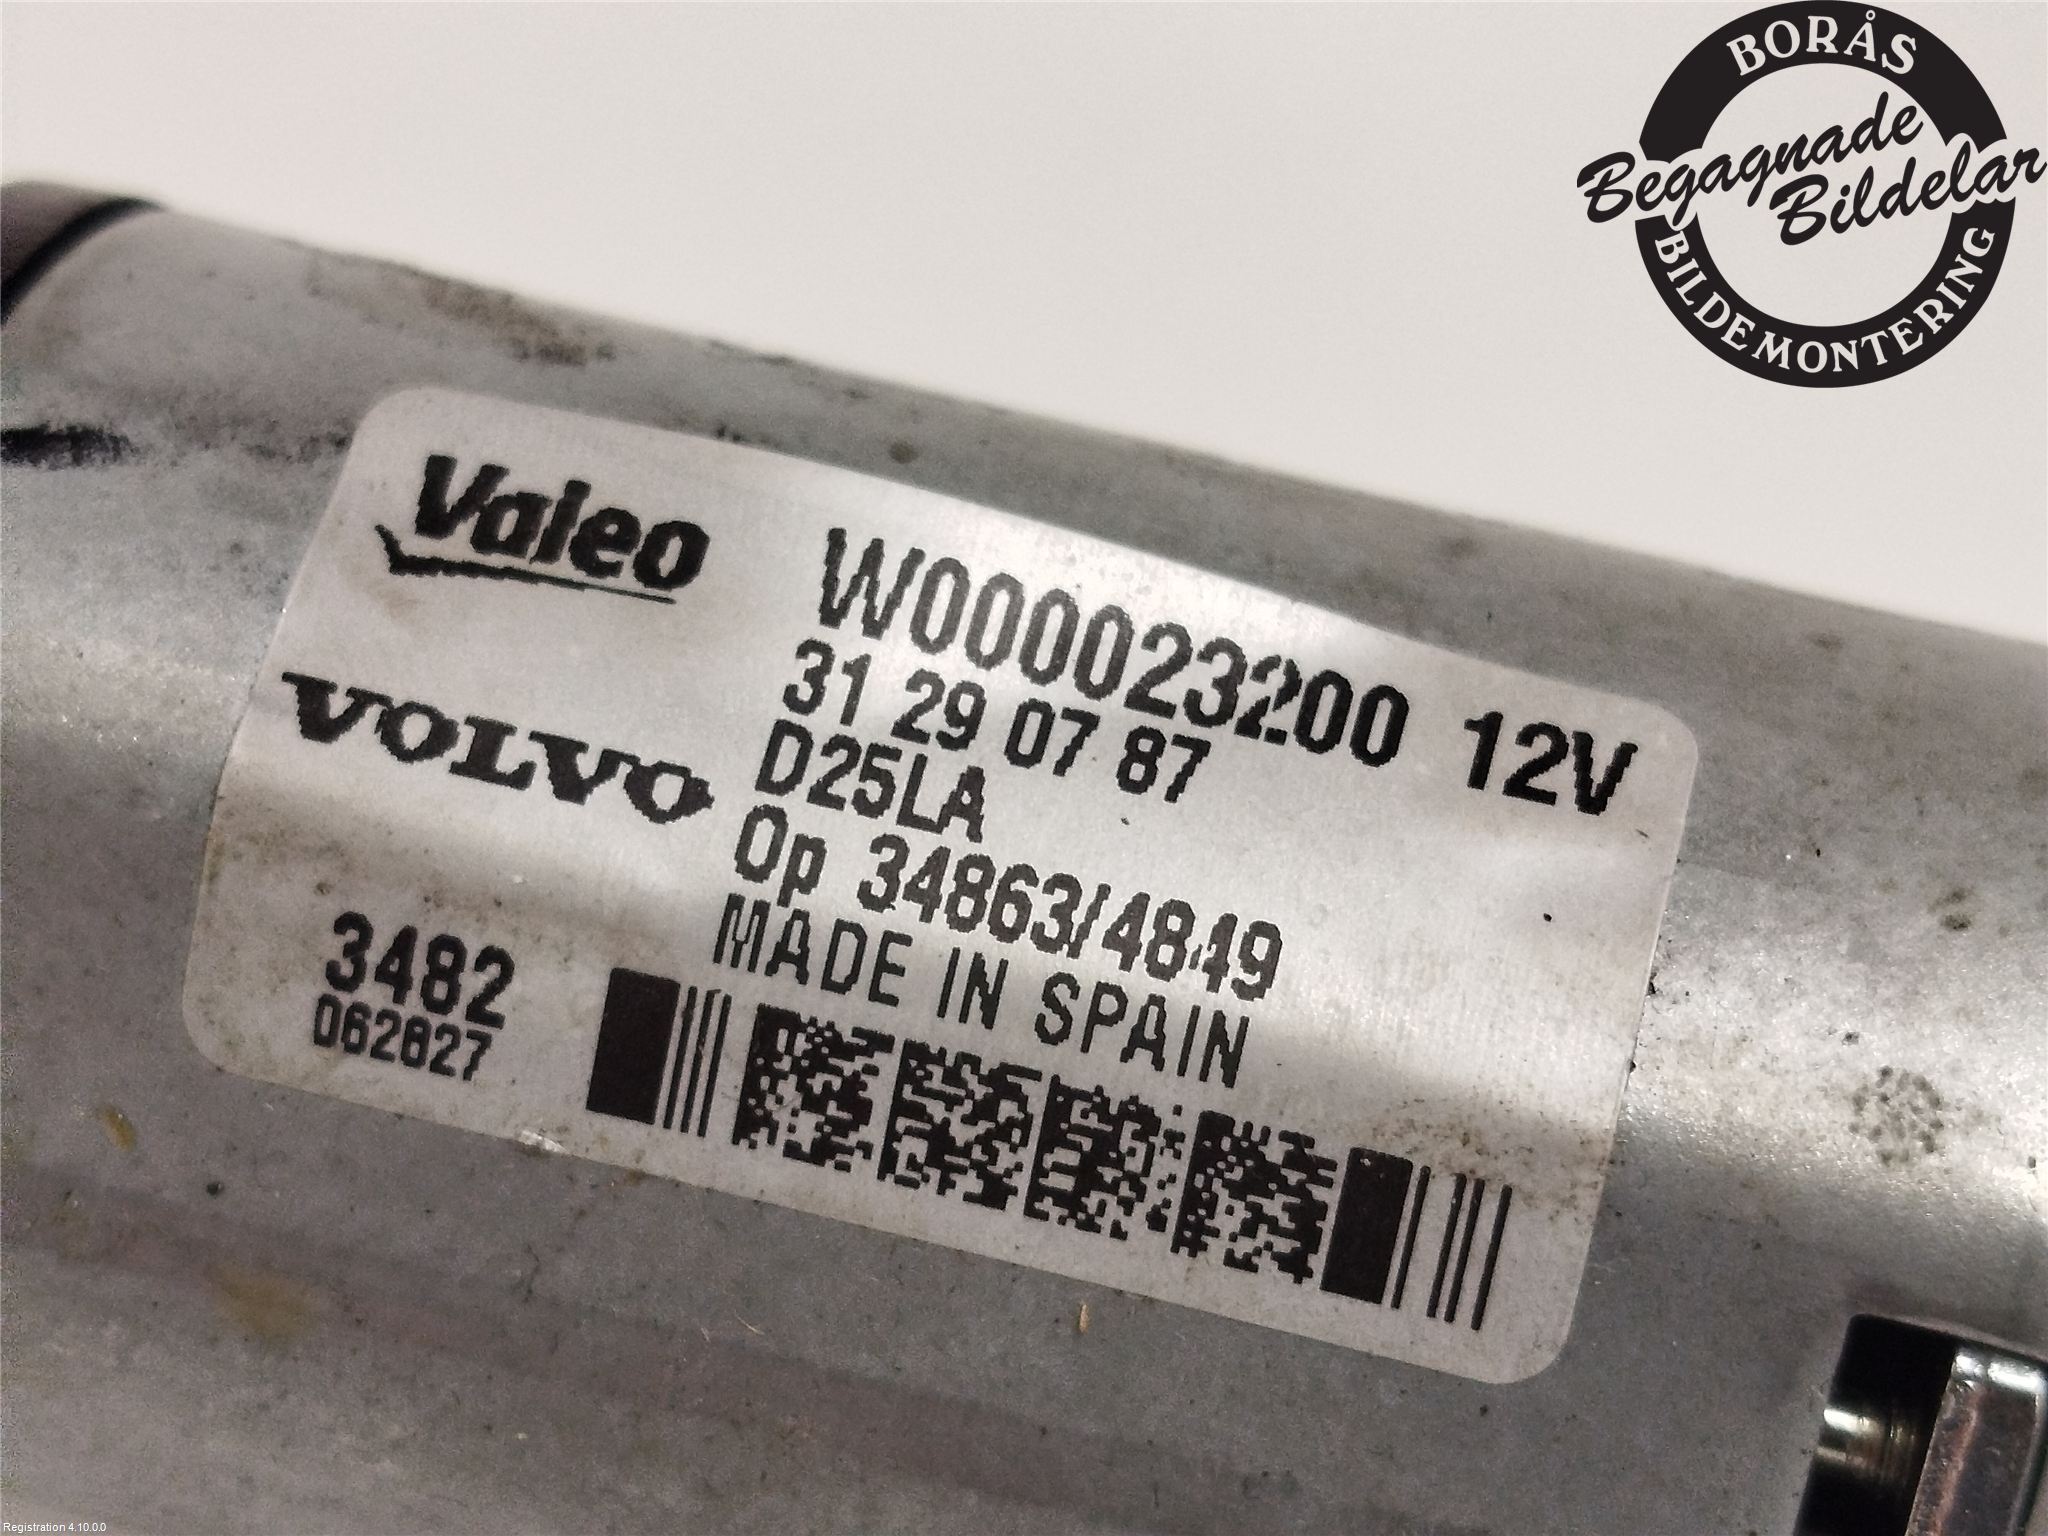 BORÅS
Begagnade
Bildelar
BILDEMONTERING
Valeo
W000023200 12V
31 29 07 87
VOLVO
D25LA
Op 34863/4849
MADE IN SPAIN
3482
062827
Registration 4.10.0.0